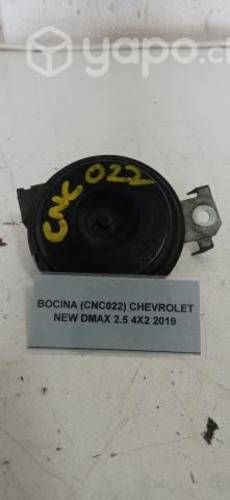 yapo.cl
CNC 022
BOCINA (CNC022) CHEVROLET
NEW DMAX 2.5 4X2 2019